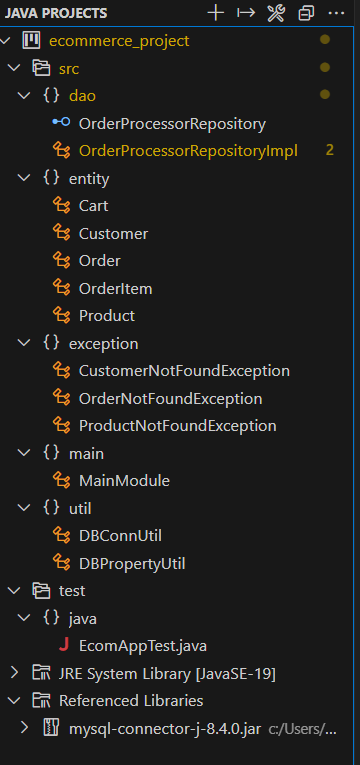 JAVA PROJECTS
ecommerce_project
src
{} dao
OrderProcessorRepository
OrderProcessorRepositoryImpl 2
{} entity
Cart
Customer
Order
OrderItem
Product
{} exception
CustomerNotFoundException
OrderNotFoundException
ProductNotFoundException
{} main
MainModule
{} util
DBConnUtil
DBPropertyUtil
test
{} java
J EcomAppTest.java
JRE System Library [JavaSE-19]
Referenced Libraries
mysql-connector-j-8.4.0.jar c:/Users/...